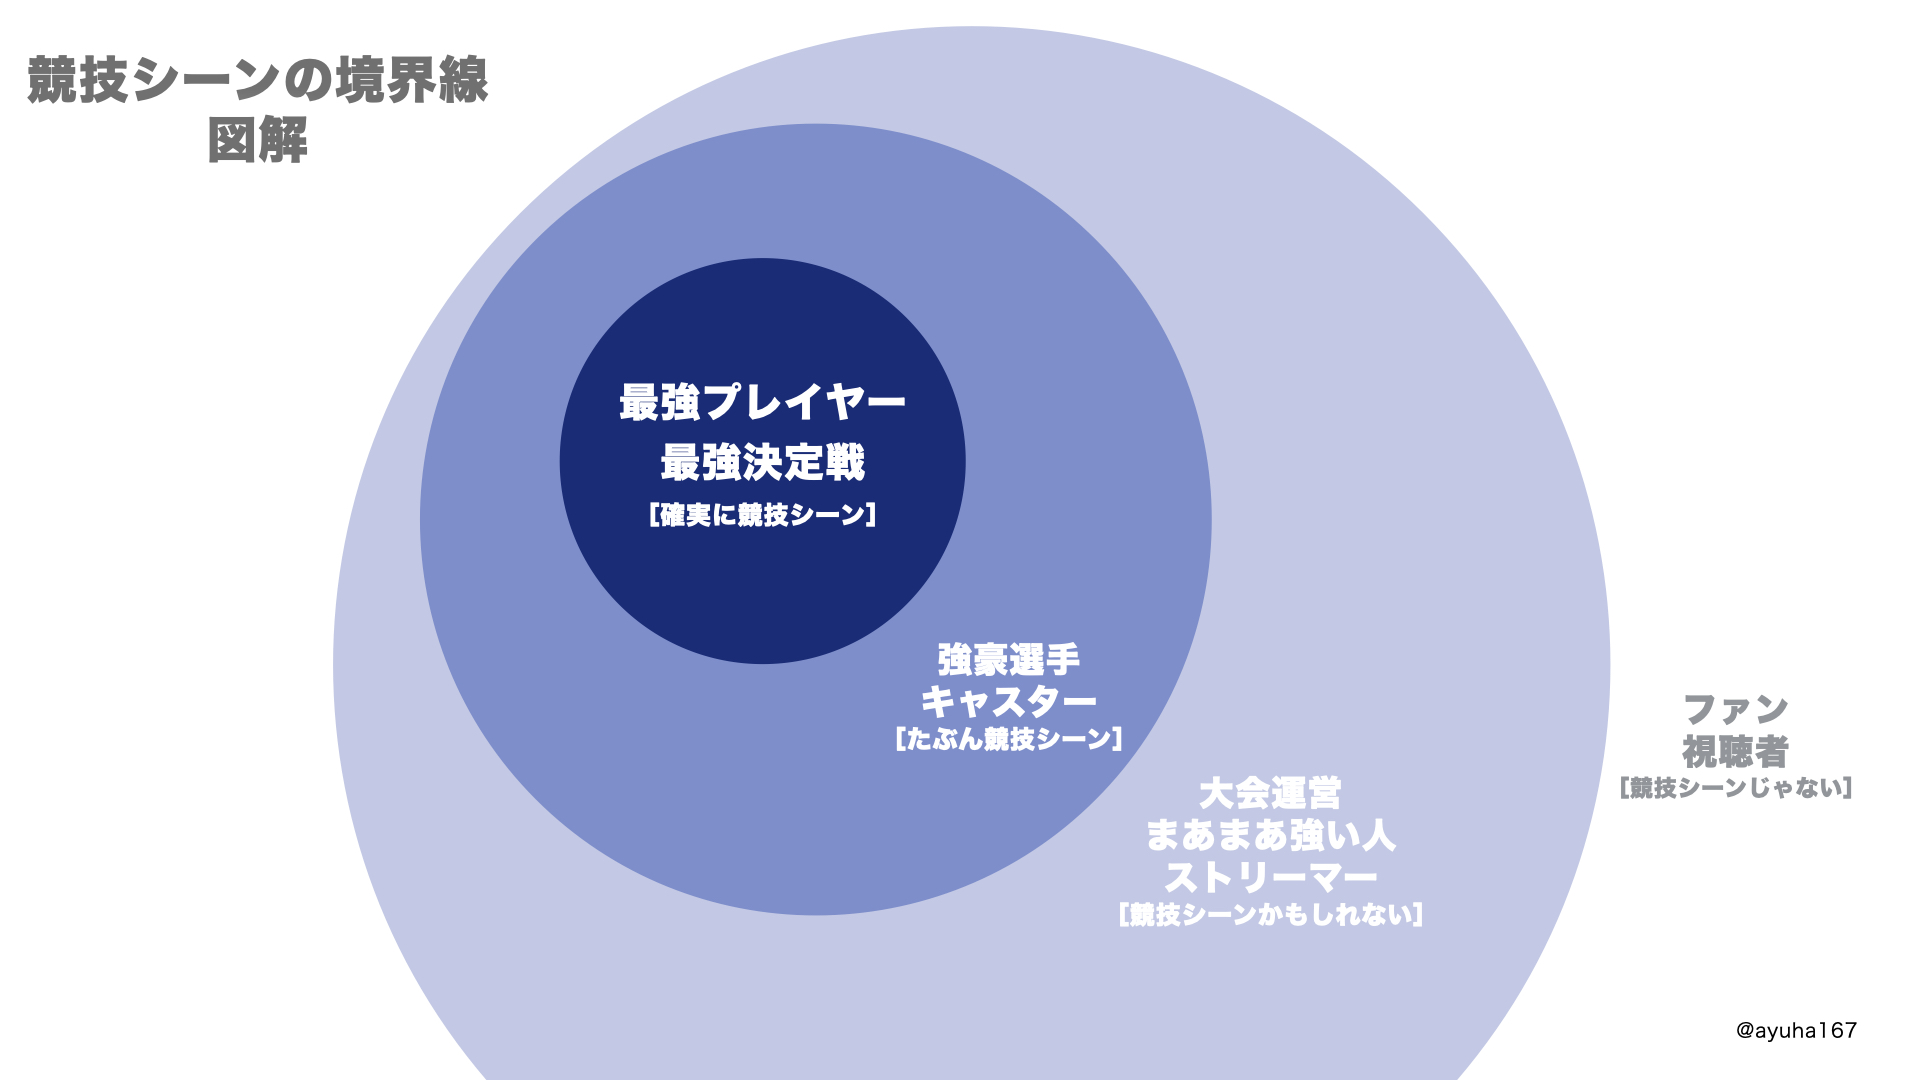 競技シーンの境界線
図解
最強プレイヤー
最強決定戦
[確実に競技シーン]
強豪選手
キャスター
[たぶん競技シーン]
大会運営
まあまあ強い人
ストリーマー
[競技シーンかもしれない]
ファン
視聴者
[競技シーンじゃない]
@ayuha167